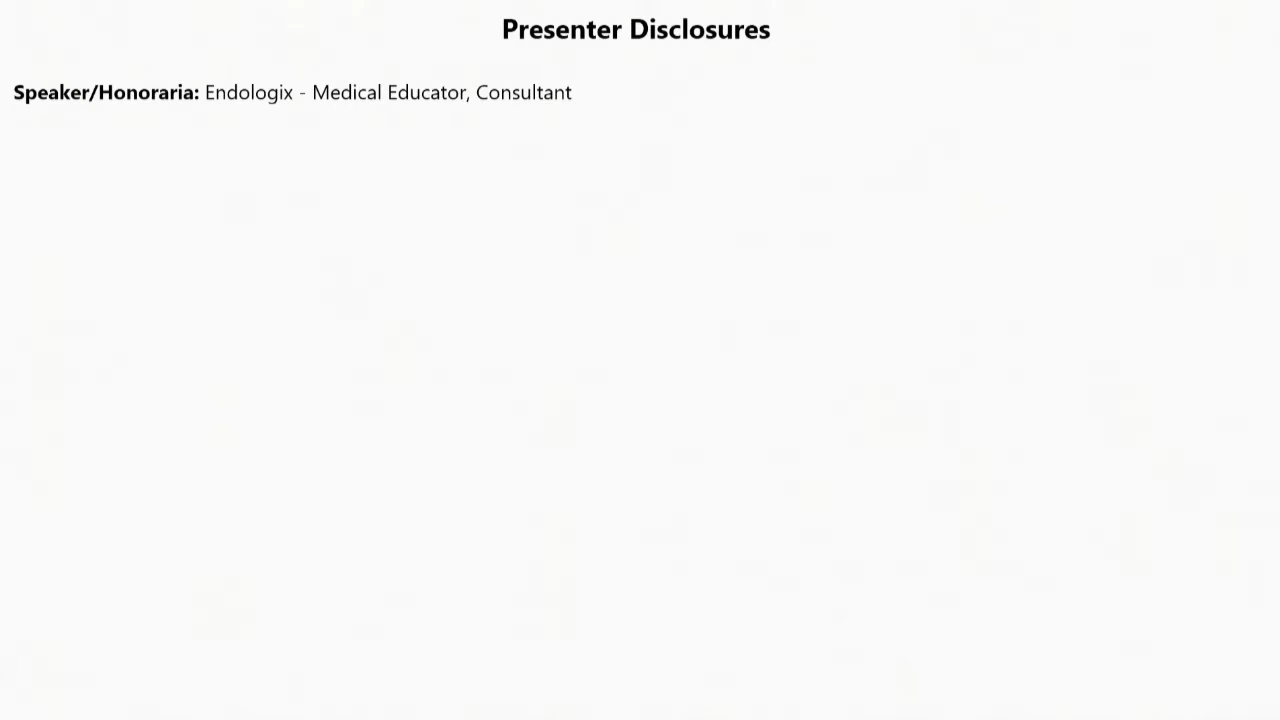 Presenter Disclosures
Speaker/Honoraria: Endologix - Medical Educator, Consultant